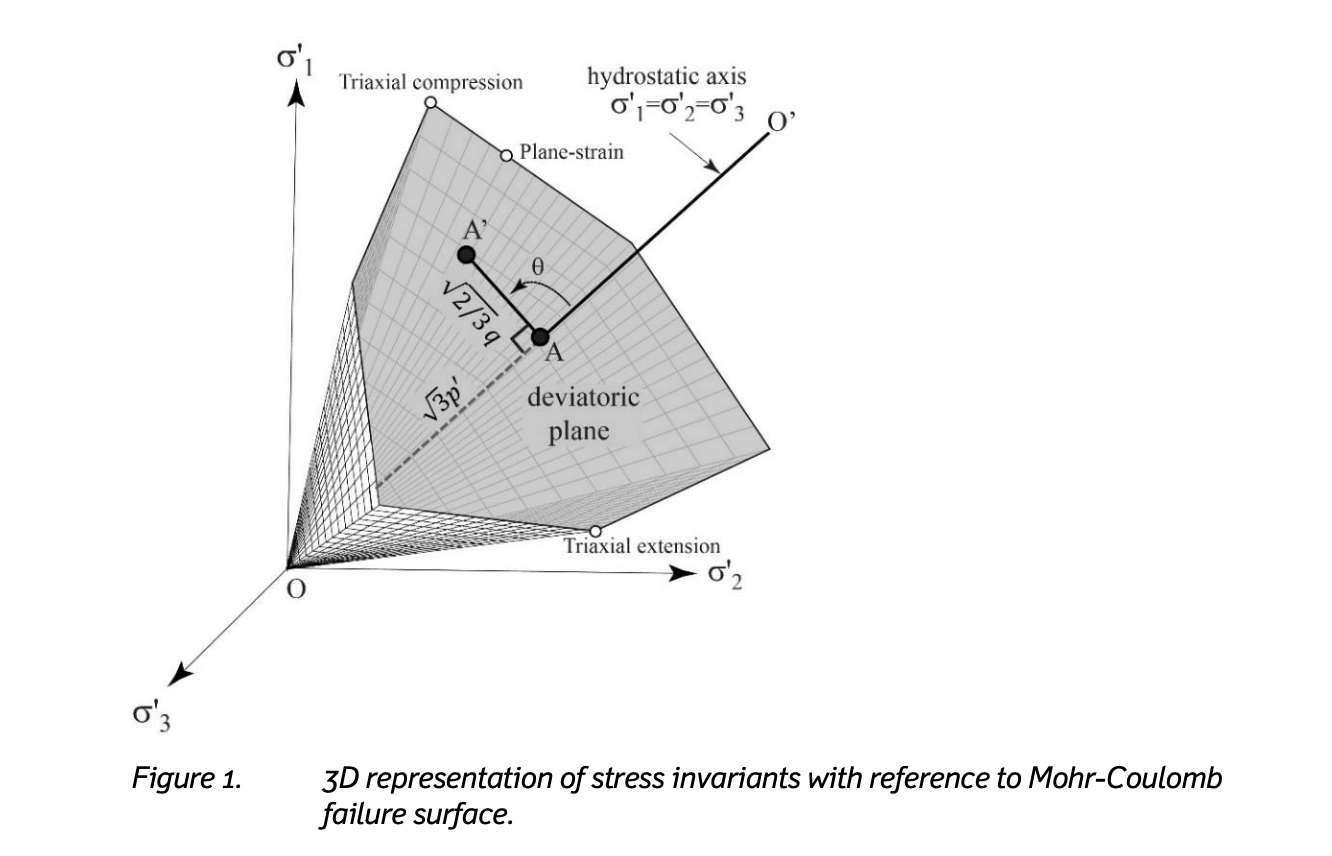 σ'1
Triaxial compression
hydrostatic axis
σ'1=σ'2=σ'3
O’
Plane-strain
A’
θ
√2/3 q
A
√3p'
deviatoric
plane
Triaxial extension
σ'2
O
σ'3
Figure 1. 3D representation of stress invariants with reference to Mohr-Coulomb
failure surface.